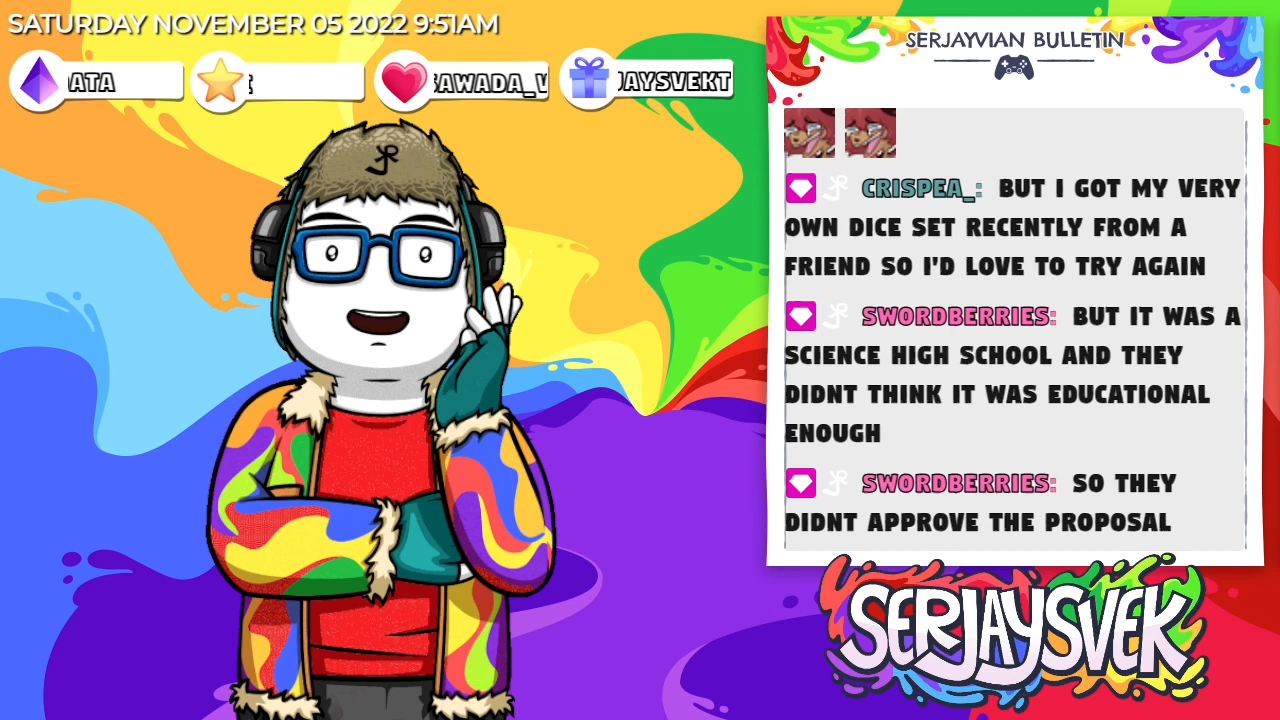 SATURDAY NOVEMBER 05 2022 9:51AM
ATA
AWADA_V
JAYSVEKT
SERJAYVIAN BULLETIN
CRISPEA_: BUT I GOT MY VERY
OWN DICE SET RECENTLY FROM A
FRIEND SO I'D LOVE TO TRY AGAIN
SWORDBERRIES: BUT IT WAS A
SCIENCE HIGH SCHOOL AND THEY
DIDNT THINK IT WAS EDUCATIONAL
ENOUGH
SWORDBERRIES: SO THEY
DIDNT APPROVE THE PROPOSAL
SERJAYSVEK